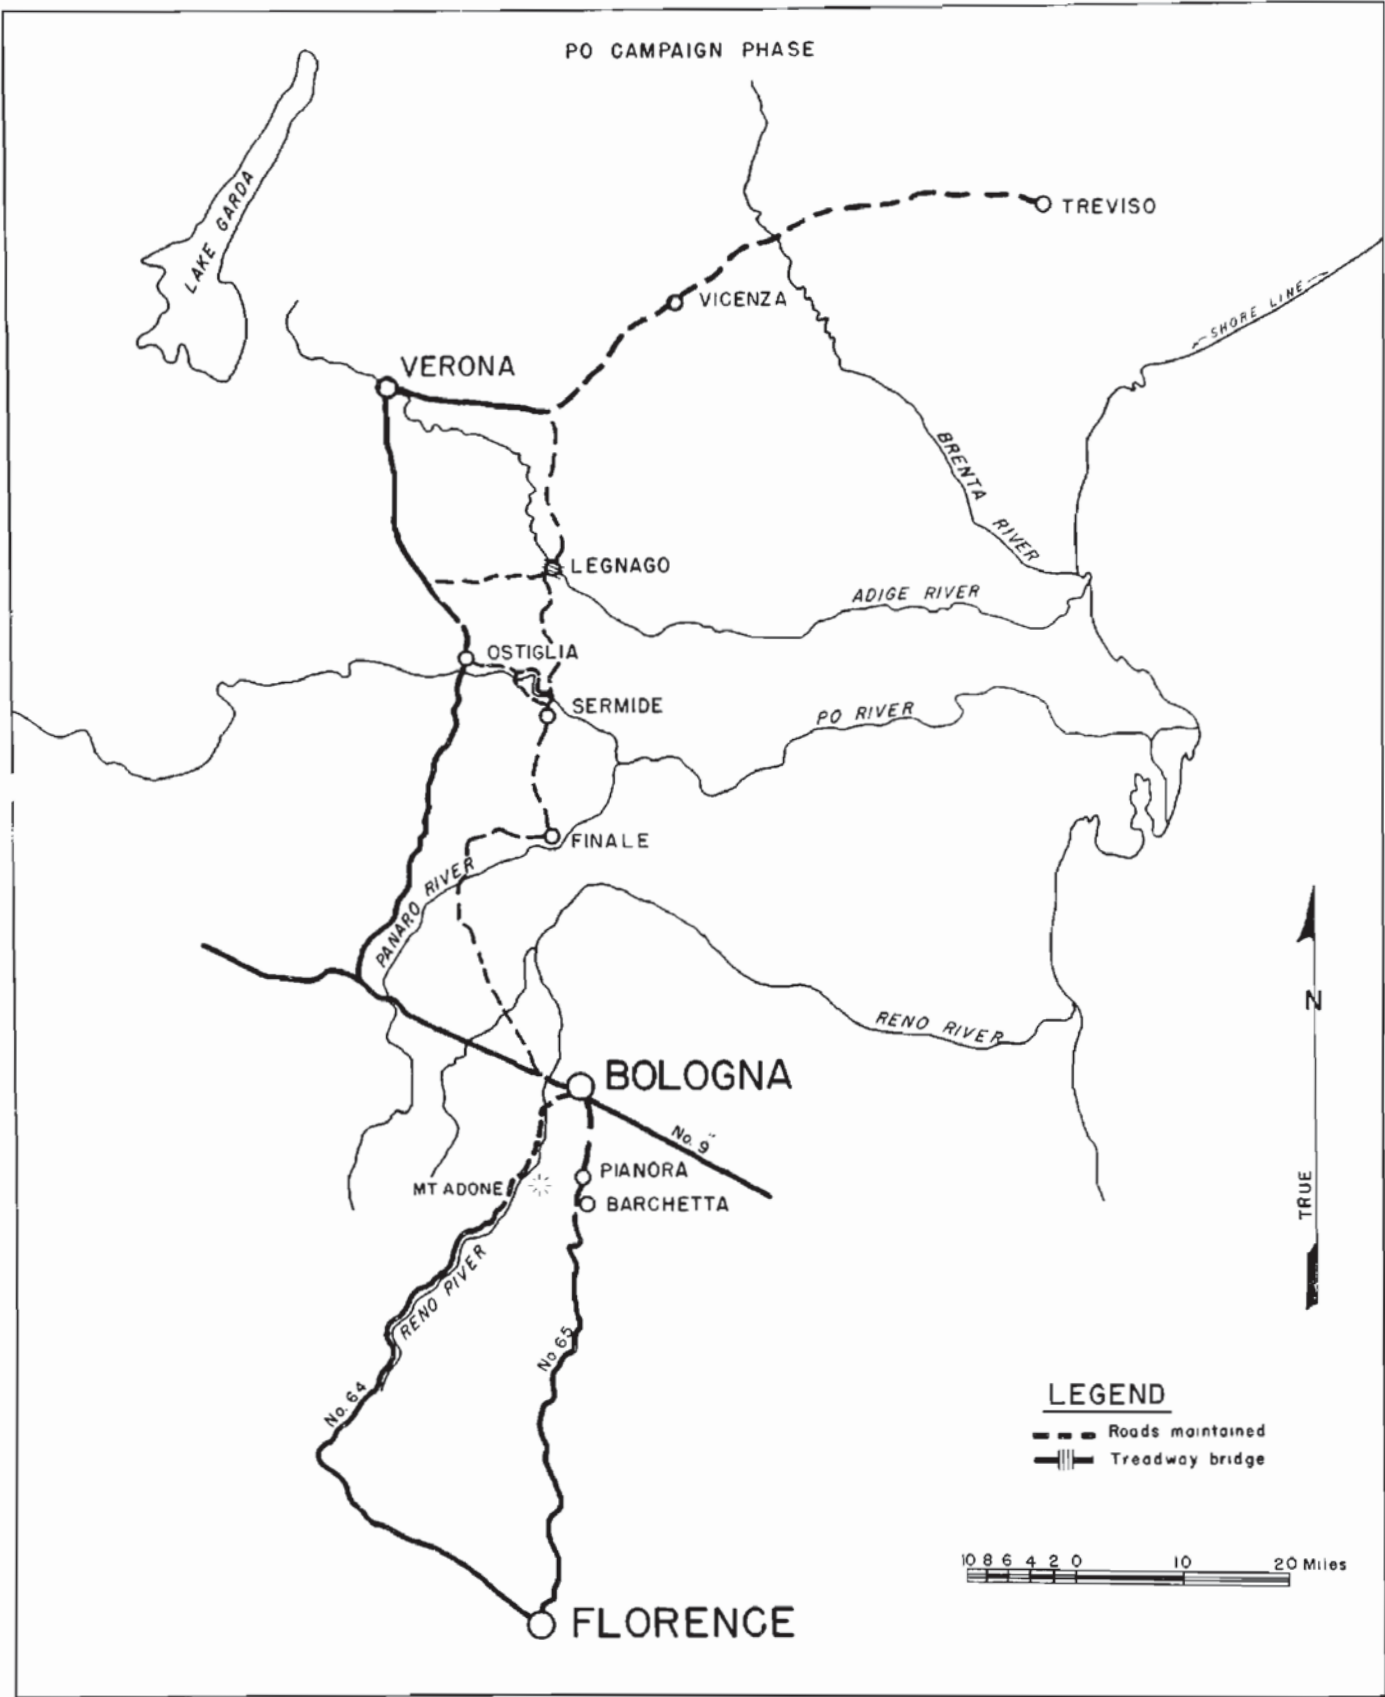 PO CAMPAIGN PHASE
LAKE GARDA
TREVISO
VICENZA
SHORE LINE
VERONA
BRENTA RIVER
LEGNAGO
ADIGE RIVER
OSTIGLIA
SERMIDE
PO RIVER
FINALE
PANARO RIVER
N
RENO RIVER
BOLOGNA
No. 9
PIANORA
MT ADONE
BARCHETTA
TRUE
RENO RIVER
No. 65
No. 64
LEGEND
Roads maintained
Treadway bridge
10 8 6 4 2 0 10 20 Miles
FLORENCE